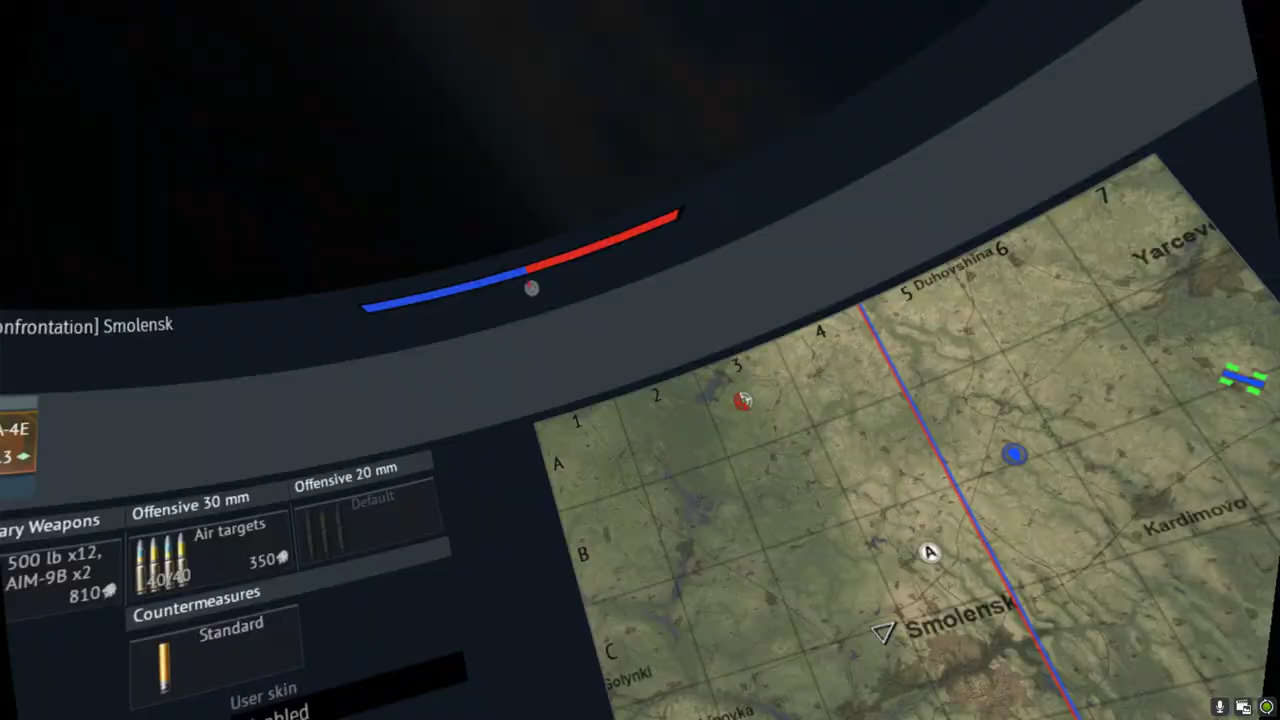 onfrontation] Smolensk
A-4E
.3
ary Weapons
500 lb x12,
AIM-9B x2
810
Offensive 30 mm
Air targets
40/40
350
Offensive 20 mm
Default
Countermeasures
Standard
User skin
abled
1
2
3
4
5
6
7
A
B
C
Duhovshina
Yarcev
Kardimovo
A
Smolensk
Golynki